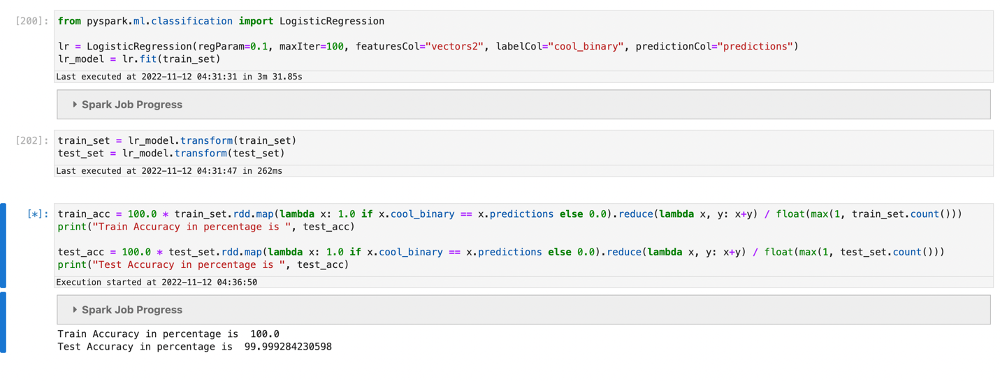 [200]: from pyspark.ml.classification import LogisticRegression
lr = LogisticRegression(regParam=0.1, maxIter=100, featuresCol="vectors2", labelCol="cool_binary", predictionCol="predictions")
lr_model = lr.fit(train_set)
Last executed at 2022-11-12 04:31:31 in 3m 31.85s
Spark Job Progress
[202]: train_set = lr_model.transform(train_set)
test_set = lr_model.transform(test_set)
Last executed at 2022-11-12 04:31:47 in 262ms
[*]: train_acc = 100.0 * train_set.rdd.map(lambda x: 1.0 if x.cool_binary == x.predictions else 0.0).reduce(lambda x, y: x+y) / float(max(1, train_set.count()))
print("Train Accuracy in percentage is ", test_acc)
test_acc = 100.0 * test_set.rdd.map(lambda x: 1.0 if x.cool_binary == x.predictions else 0.0).reduce(lambda x, y: x+y) / float(max(1, test_set.count()))
print("Test Accuracy in percentage is ", test_acc)
Execution started at 2022-11-12 04:36:50
Spark Job Progress
Train Accuracy in percentage is  100.0
Test Accuracy in percentage is  99.999284230598